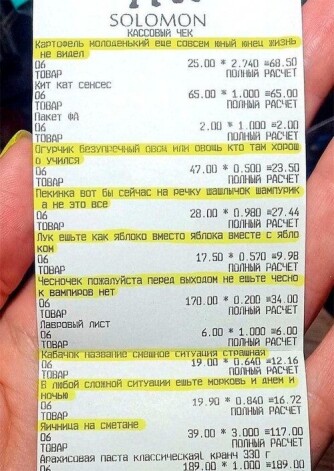 SOLOMON
КАССОВЫЙ ЧЕК
Картофель молоденький еще совсем юный юнец жизнь
не видел
06 25.00 * 2.740 =68.50
ТОВАР ПОЛНЫЙ РАСЧЕТ
Кит кат сенсес
06 65.00 * 1.000 =65.00
ТОВАР ПОЛНЫЙ РАСЧЕТ
Пакет ФА
06 2.00 * 1.000 =2.00
ТОВАР ПОЛНЫЙ РАСЧЕТ
Огурчик безупречный овощ или овощь кто там хорош
о учился
06 47.00 * 0.500 =23.50
ТОВАР ПОЛНЫЙ РАСЧЕТ
Пекинка вот бы сейчас на речку шашлычок шампурик
а не это все
06 28.00 * 0.980 =27.44
ТОВАР ПОЛНЫЙ РАСЧЕТ
Лук ешьте как яблоко вместо яблока вместе с ябло
ком
06 17.50 * 0.570 =9.98
ТОВАР ПОЛНЫЙ РАСЧЕТ
Чесночек пожалуйста перед выходом не ешьте чесно
к вампиров нет
06 170.00 * 0.200 =34.00
ТОВАР ПОЛНЫЙ РАСЧЕТ
Лавровый лист
06 6.00 * 1.000 =6.00
ТОВАР ПОЛНЫЙ РАСЧЕТ
Кабачок название смешное ситуация страшная
06 19.00 * 0.640 =12.16
ТОВАР ПОЛНЫЙ РАСЧЕТ
В любой сложной ситуации ешьте морковь и днем и
ночью
06 19.90 * 0.840 =16.72
ТОВАР ПОЛНЫЙ РАСЧЕТ
Яичница на сметане
06 39.00 * 3.000 =117.00
ТОВАР ПОЛНЫЙ РАСЧЕТ
Арахисовая паста классическая, кранч 330 г
06 189.00 * 1.000 =189.00